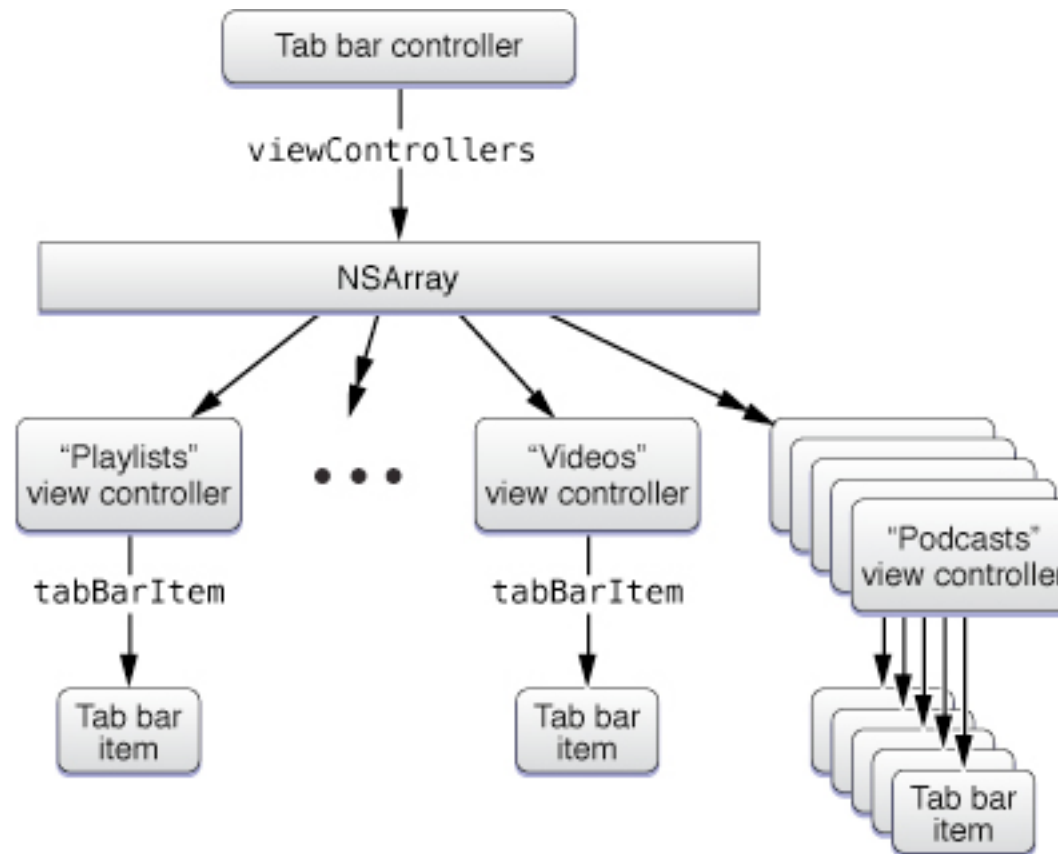 Tab bar controller
viewControllers
NSArray
“Playlists”
view controller
“Videos”
view controller
“Podcasts”
view controller
tabBarItem
tabBarItem
Tab bar
item
Tab bar
item
Tab bar
item